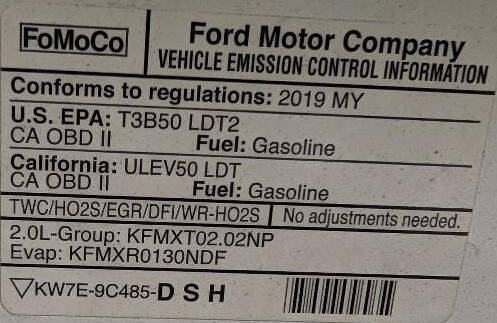 FoMoCo
Ford Motor Company
VEHICLE EMISSION CONTROL INFORMATION
Conforms to regulations: 2019 MY
U.S. EPA: T3B50 LDT2
CA OBD II Fuel: Gasoline
California: ULEV50 LDT
CA OBD II Fuel: Gasoline
TWC/HO2S/EGR/DFI/WR-HO2S No adjustments needed.
2.0L-Group: KFMXT02.02NP
Evap: KFMXR0130NDF
▽KW7E-9C485-D S H